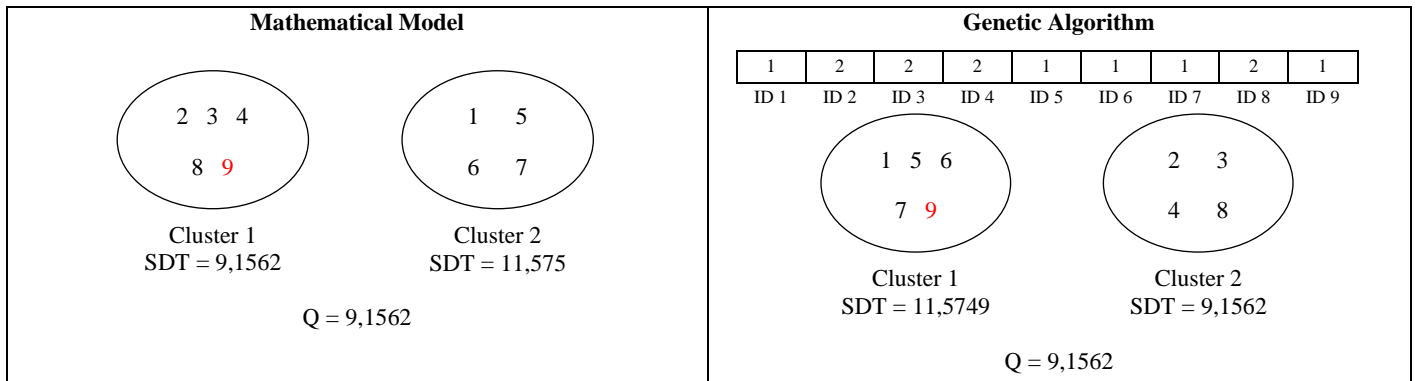 Mathematical Model
2 3 4
8 9
Cluster 1
SDT = 9,1562
1 5
6 7
Cluster 2
SDT = 11,575
Q = 9,1562
Genetic Algorithm
1 2 2 2 1 1 1 2 1
ID 1 ID 2 ID 3 ID 4 ID 5 ID 6 ID 7 ID 8 ID 9
1 5 6
7 9
Cluster 1
SDT = 11,5749
2 3
4 8
Cluster 2
SDT = 9,1562
Q = 9,1562